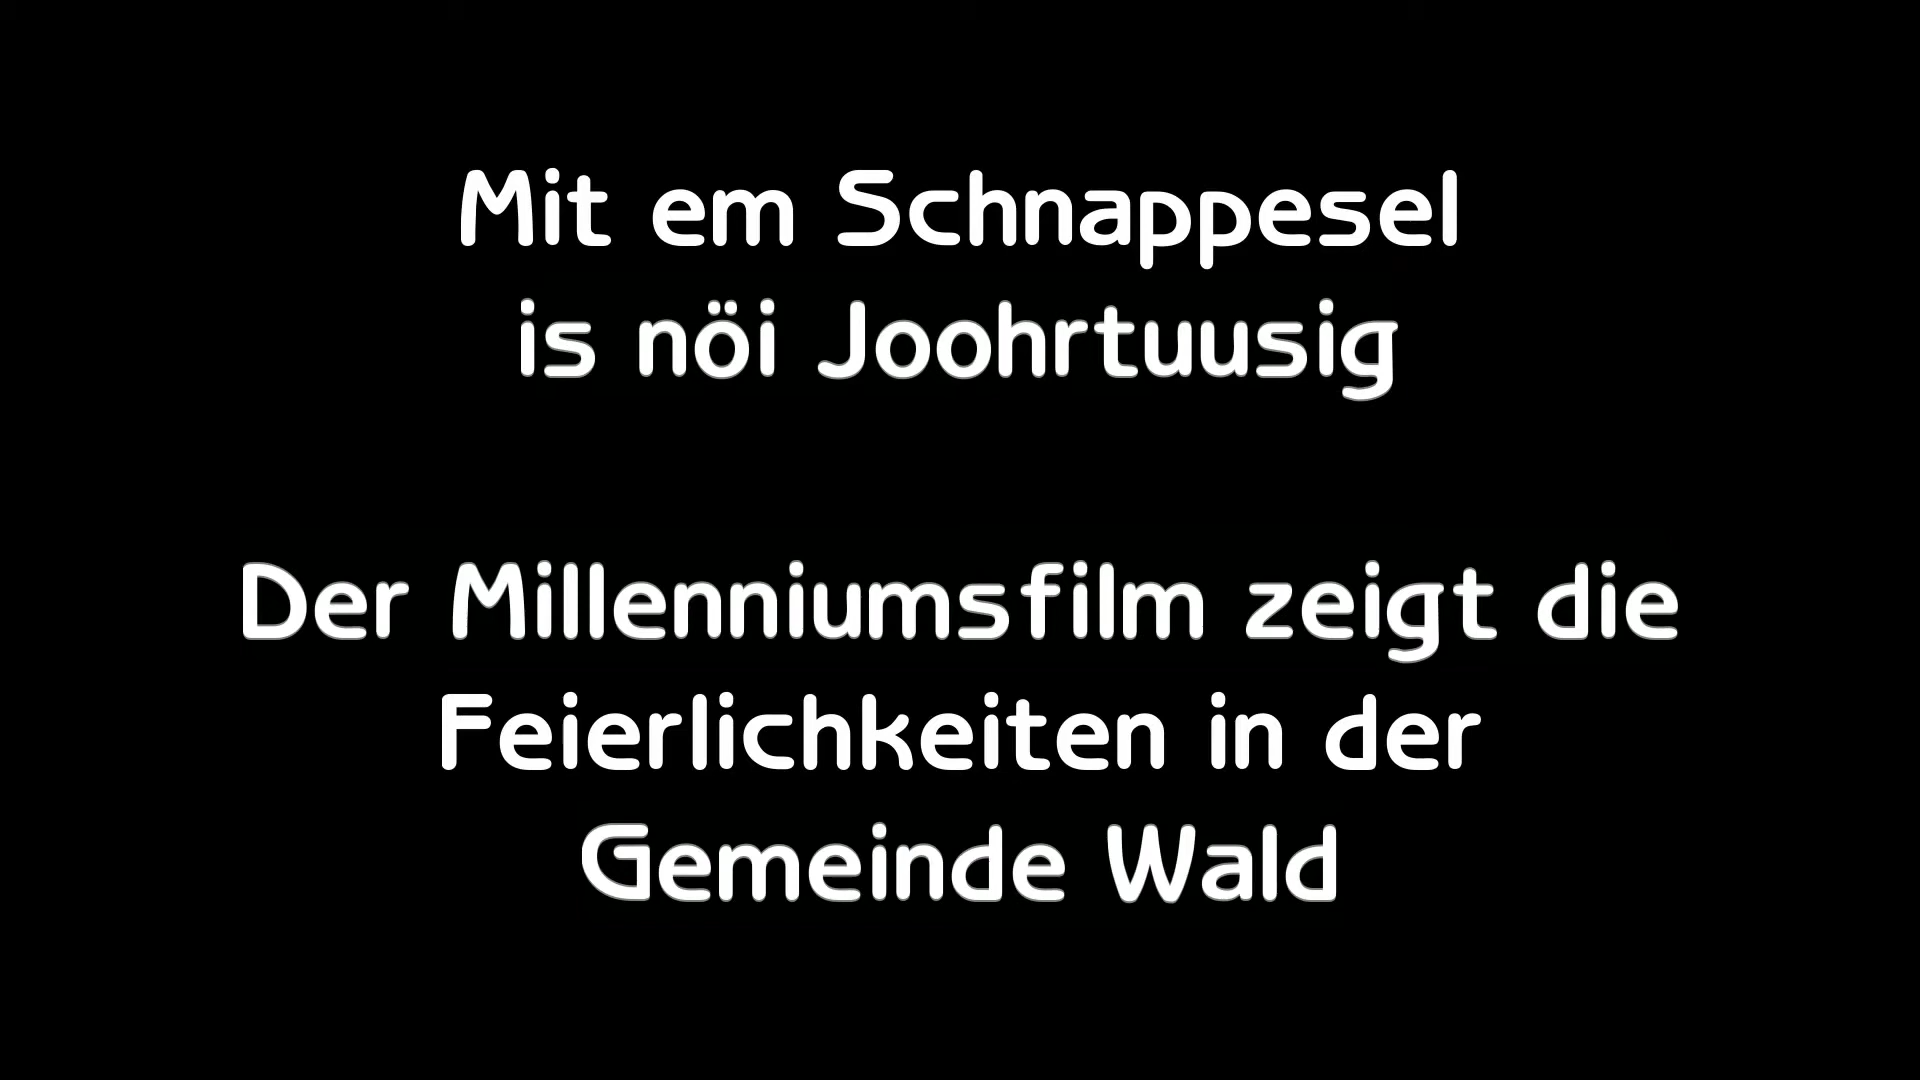 Mit em Schnappesel
is nöi Joohrtuusig
Der Millenniumsfilm zeigt die
Feierlichkeiten in der
Gemeinde Wald